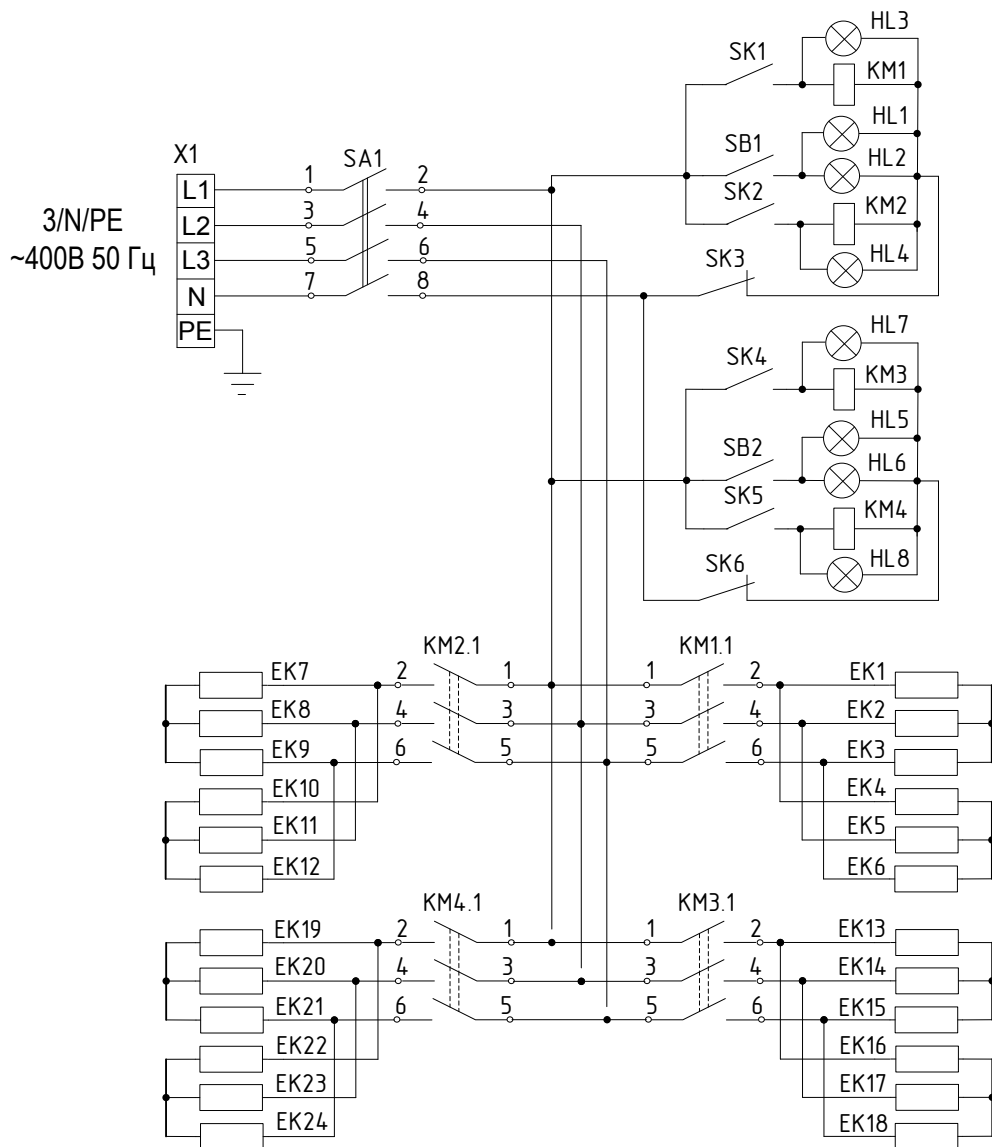 HL3
SK1
KM1
HL1
X1
SA1
SB1
HL2
1
2
L1
SK2
KM2
3/N/PE
3
4
L2
~400В 50 Гц
5
6
L3
SK3
HL4
7
8
N
PE
HL7
SK4
KM3
HL5
SB2
HL6
SK5
KM4
SK6
HL8
KM2.1
KM1.1
EK7
2
1
1
2
EK1
EK8
4
3
3
4
EK2
EK9
6
5
5
6
EK3
EK10
EK4
EK11
EK5
EK12
EK6
KM4.1
KM3.1
EK19
2
1
1
2
EK13
EK20
4
3
3
4
EK14
EK21
6
5
5
6
EK15
EK22
EK16
EK23
EK17
EK24
EK18